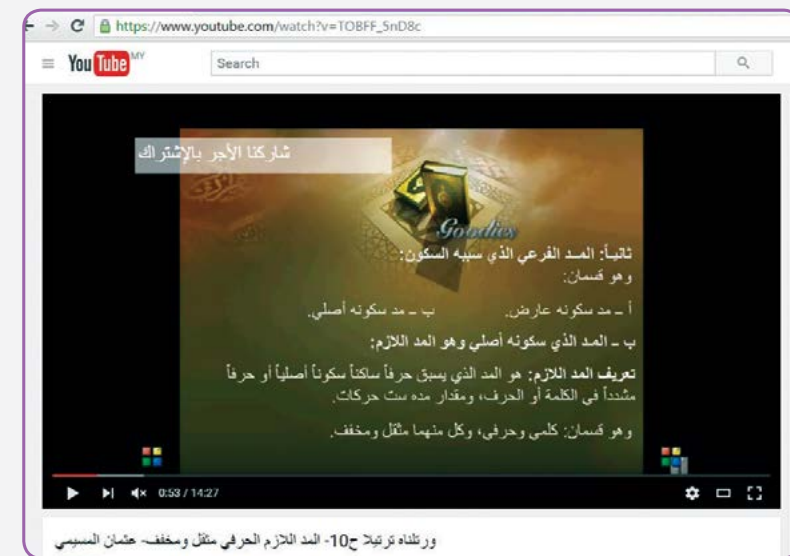 https://www.youtube.com/watch?v=TOBFF_5nD8c
YouTube MY
Search
شاركنا الأجر بالإشتراك
Goodies
ثانياً: المد الفرعي الذي سببه السكون:
وهو قسمان:
أ ـ مد سكونه عارض. ب ـ مد سكونه أصلي.
ب ـ المد الذي سكونه أصلي وهو المد اللازم:
تعريف المد اللازم: هو المد الذي يسبق حرفاً ساكناً سكوناً أصلياً أو حرفاً
مشدداً في الكلمة أو الحرف، ومقدار مده ست حركات.
وهو قسمان: كلمي وحرفي، وكل منهما مثقل ومخفف.
0:53 / 14:27
ورتلناه ترتيلا ح10- المد اللازم الحرفي مثقل ومخفف- عثمان المسيمي